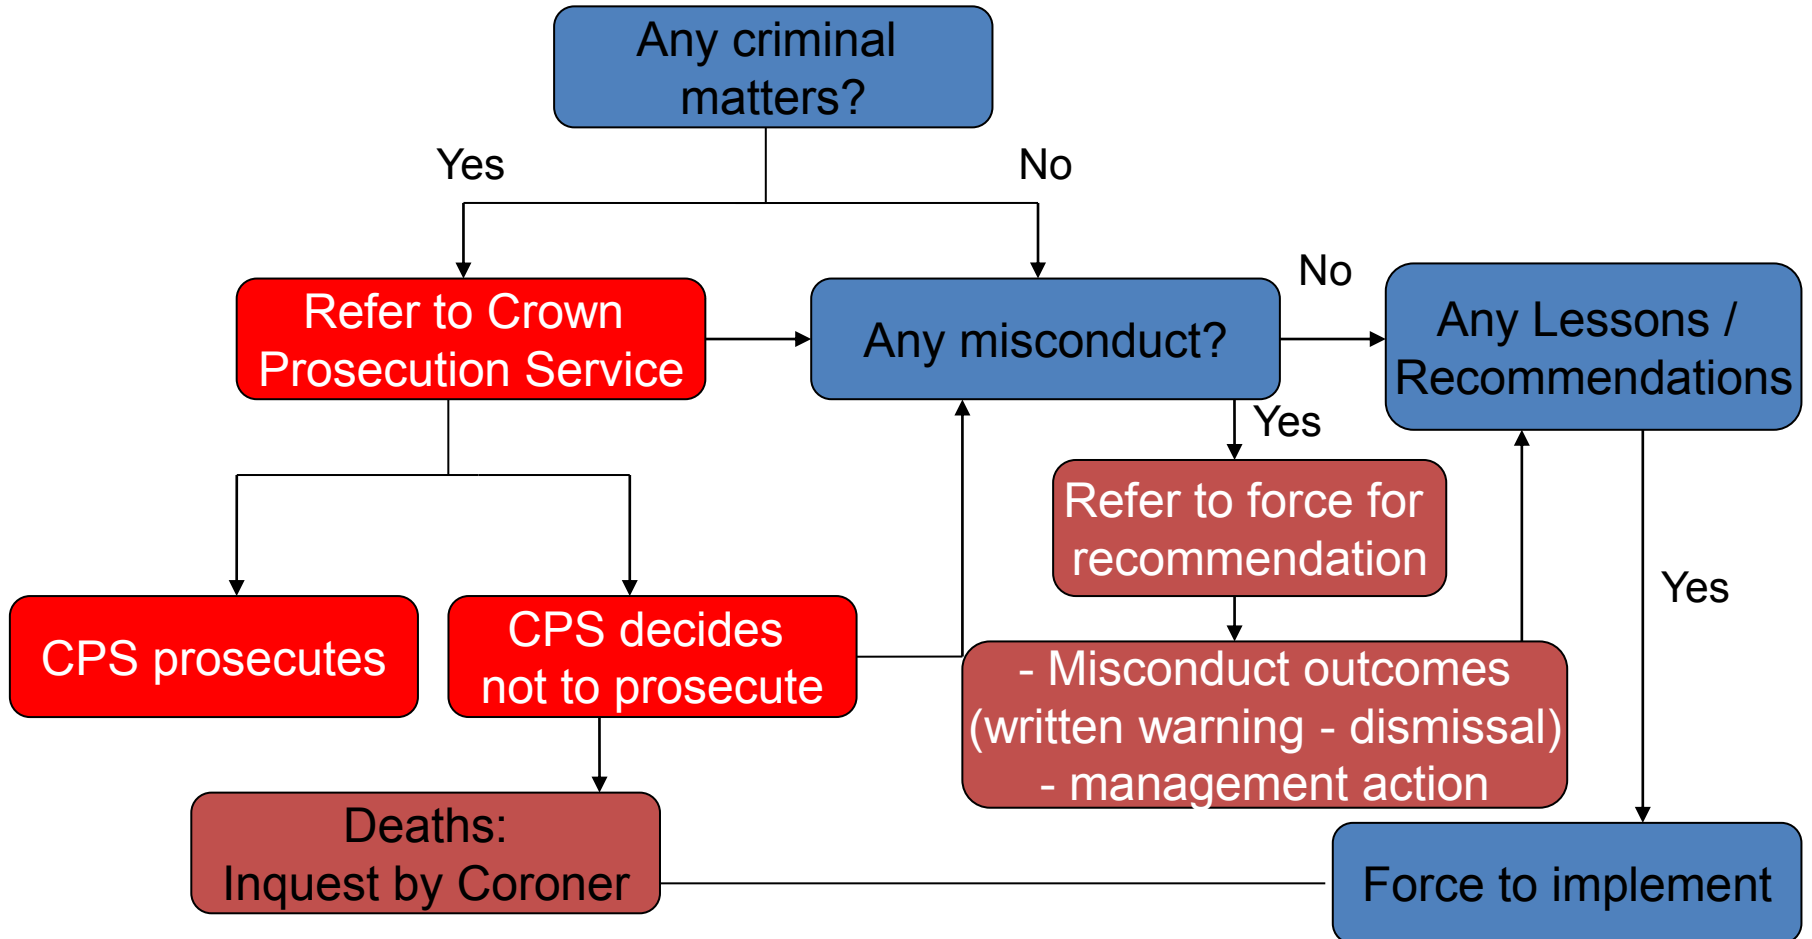 Any criminal
matters?
Yes
No
Refer to Crown
Prosecution Service
Any misconduct?
No
Any Lessons /
Recommendations
Yes
Refer to force for
recommendation
Yes
CPS prosecutes
CPS decides
not to prosecute
- Misconduct outcomes
(written warning - dismissal)
- management action
Deaths:
Inquest by Coroner
Force to implement